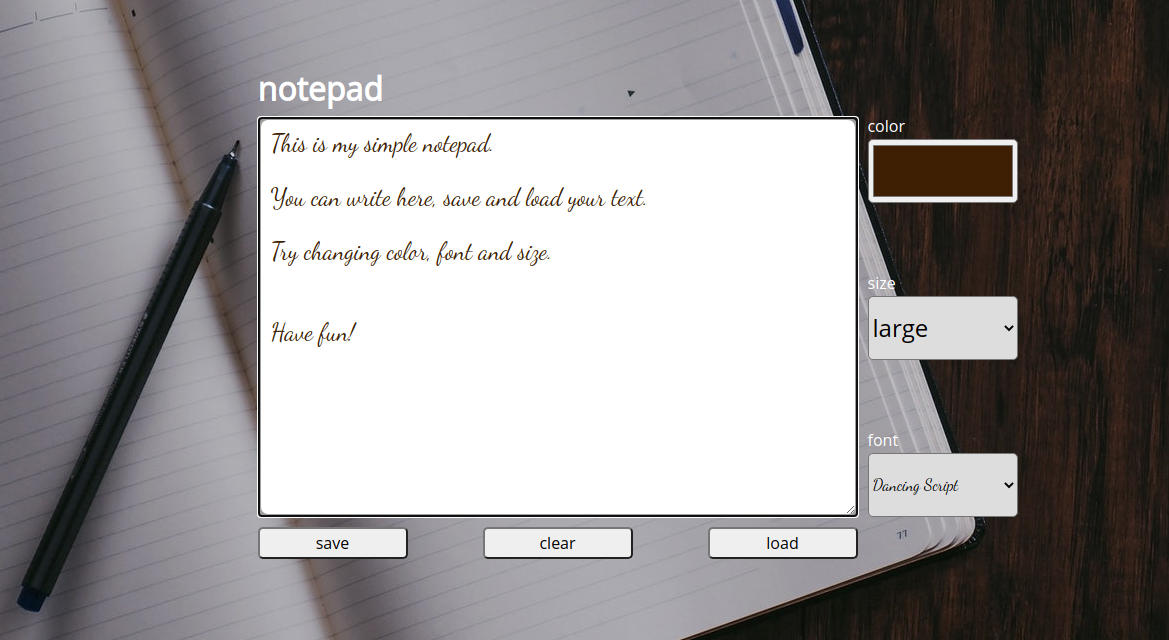 notepad
This is my simple notepad.
You can write here, save and load your text.
Try changing color, font and size.
Have fun!
color
size
large
font
Dancing Script
save
clear
load
77